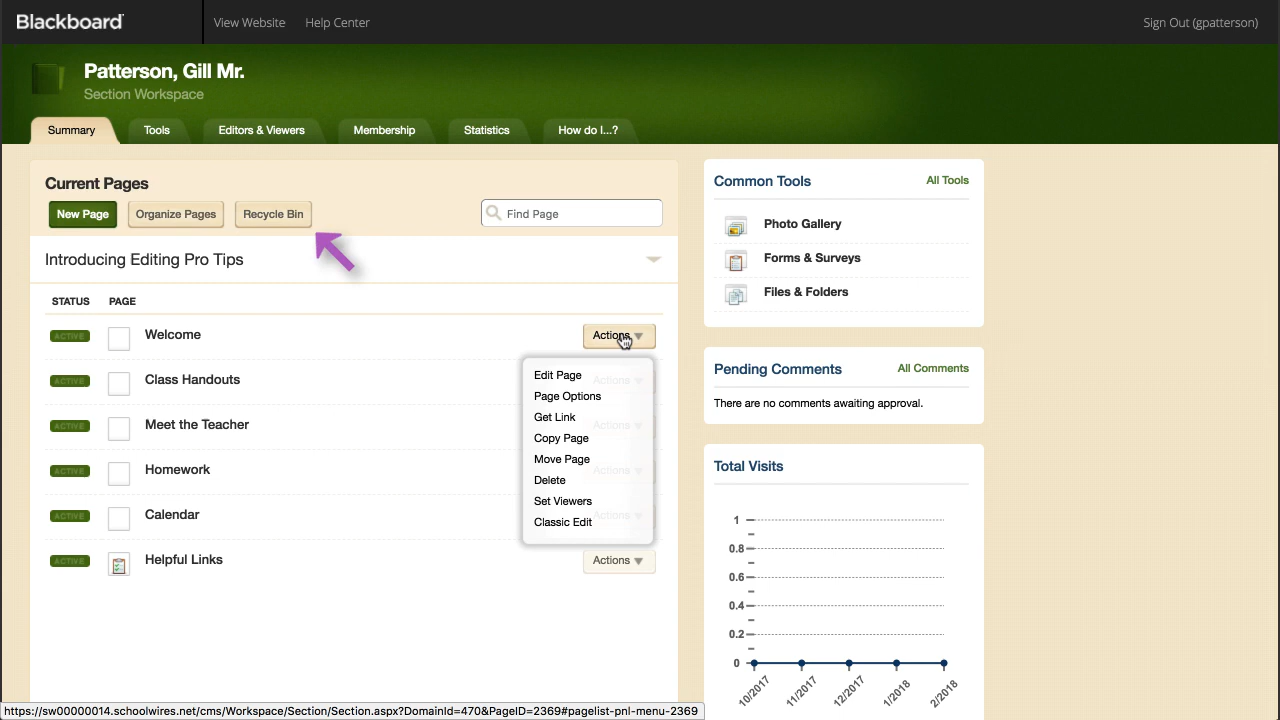 Blackboard
View Website
Help Center
Sign Out (gpatterson)
Patterson, Gill Mr.
Section Workspace
Summary
Tools
Editors & Viewers
Membership
Statistics
How do I...?
Current Pages
New Page
Organize Pages
Recycle Bin
Find Page
Introducing Editing Pro Tips
STATUS PAGE
ACTIVE Welcome Actions
ACTIVE Class Handouts Actions
ACTIVE Meet the Teacher Actions
ACTIVE Homework Actions
ACTIVE Calendar Actions
ACTIVE Helpful Links Actions
Edit Page
Page Options
Get Link
Copy Page
Move Page
Delete
Set Viewers
Classic Edit
Common Tools All Tools
Photo Gallery
Forms & Surveys
Files & Folders
Pending Comments All Comments
There are no comments awaiting approval.
Total Visits
1
0.8
0.6
0.4
0.2
0
10/2017 11/2017 12/2017 1/2018 2/2018
https://sw00000014.schoolwires.net/cms/Workspace/Section/Section.aspx?DomainId=470&PageID=2369#pagelist-pnl-menu-2369